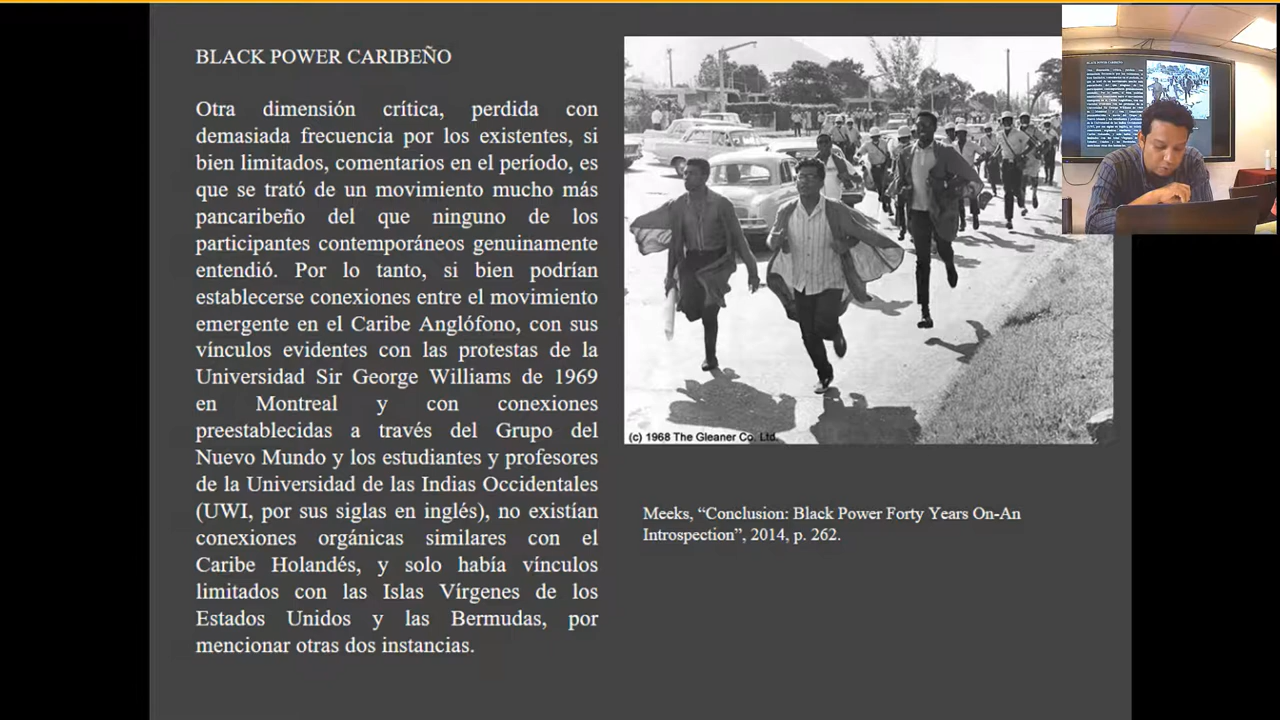 BLACK POWER CARIBEÑO
Otra dimensión crítica, perdida con
demasiada frecuencia por los existentes, si
bien limitados, comentarios en el período, es
que se trató de un movimiento mucho más
pancaribeño del que ninguno de los
participantes contemporáneos genuinamente
entendió. Por lo tanto, si bien podrían
establecerse conexiones entre el movimiento
emergente en el Caribe Anglófono, con sus
vínculos evidentes con las protestas de la
Universidad Sir George Williams de 1969
en Montreal y con conexiones
preestablecidas a través del Grupo del
Nuevo Mundo y los estudiantes y profesores
de la Universidad de las Indias Occidentales
(UWI, por sus siglas en inglés), no existían
conexiones orgánicas similares con el
Caribe Holandés, y solo había vínculos
limitados con las Islas Vírgenes de los
Estados Unidos y las Bermudas, por
mencionar otras dos instancias.
(c) 1968 The Gleaner Co. Ltd.
Meeks, “Conclusion: Black Power Forty Years On-An
Introspection”, 2014, p. 262.